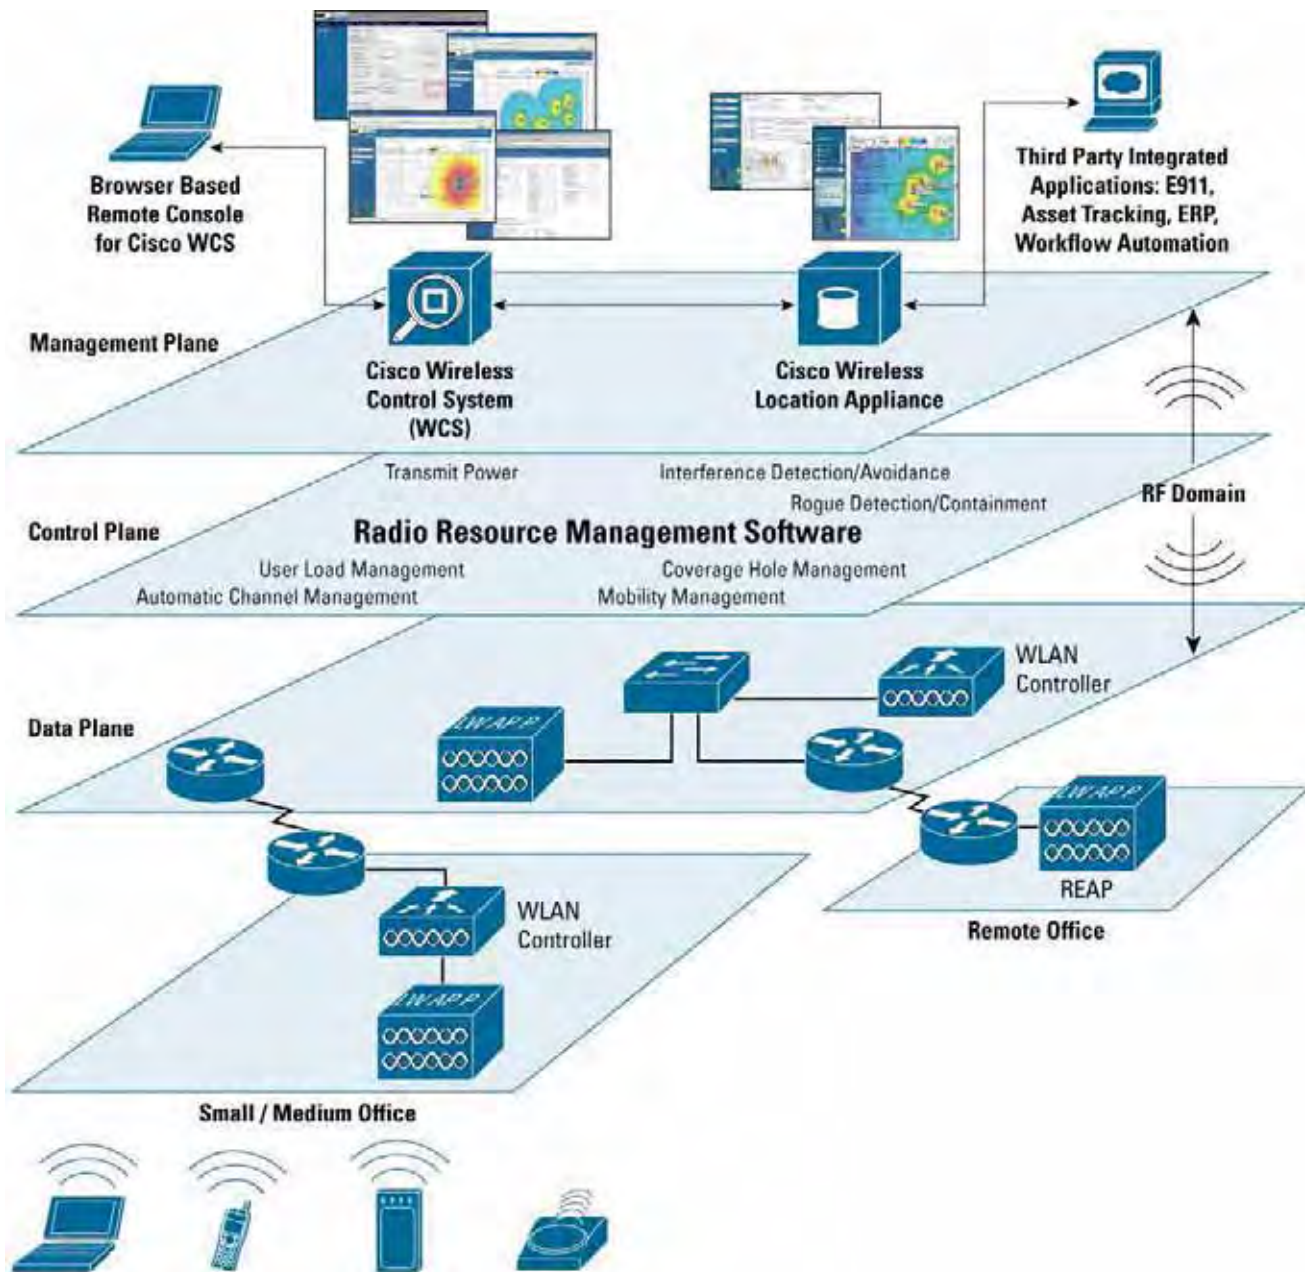 Browser Based
Remote Console
for Cisco WCS
Third Party Integrated
Applications: E911,
Asset Tracking, ERP,
Workflow Automation
Management Plane
Cisco Wireless
Control System
(WCS)
Cisco Wireless
Location Appliance
Transmit Power
Interference Detection/Avoidance
Rogue Detection/Containment
RF Domain
Control Plane
Radio Resource Management Software
User Load Management
Coverage Hole Management
Automatic Channel Management
Mobility Management
WLAN
Controller
Data Plane
LWAPP
LWAPP
REAP
Remote Office
WLAN
Controller
LWAPP
Small / Medium Office